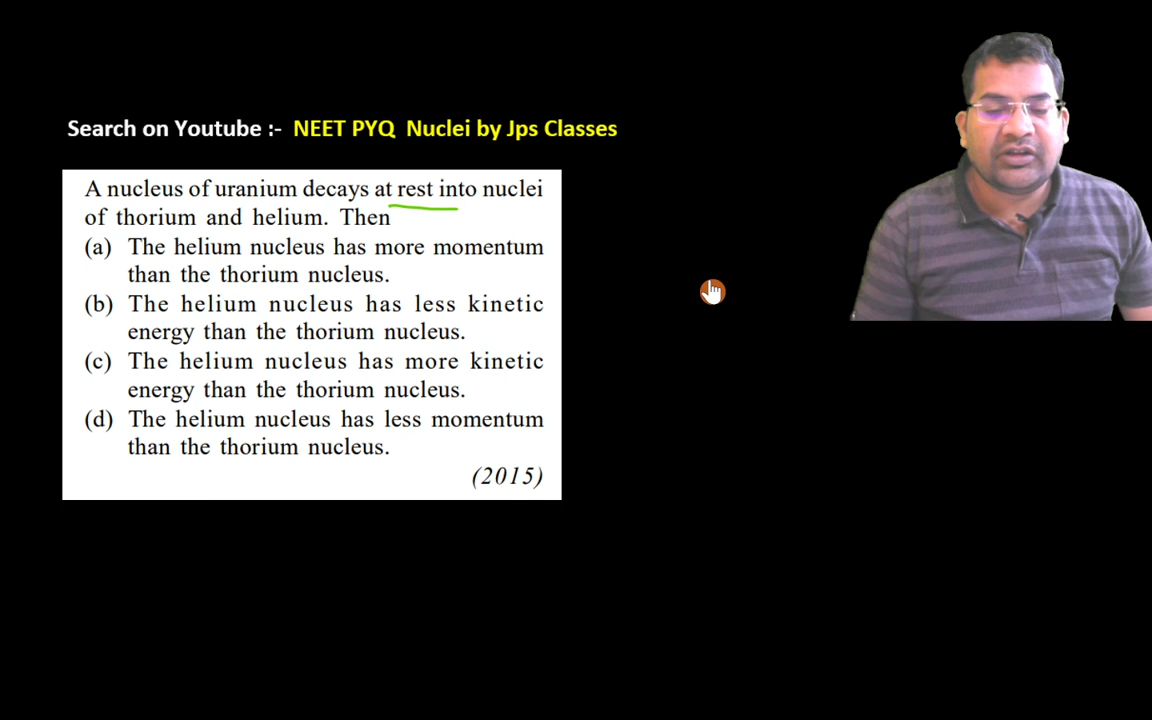 Search on Youtube :-  NEET PYQ  Nuclei by Jps Classes
A nucleus of uranium decays at rest into nuclei
of thorium and helium. Then
(a) The helium nucleus has more momentum
than the thorium nucleus.
(b) The helium nucleus has less kinetic
energy than the thorium nucleus.
(c) The helium nucleus has more kinetic
energy than the thorium nucleus.
(d) The helium nucleus has less momentum
than the thorium nucleus.
(2015)